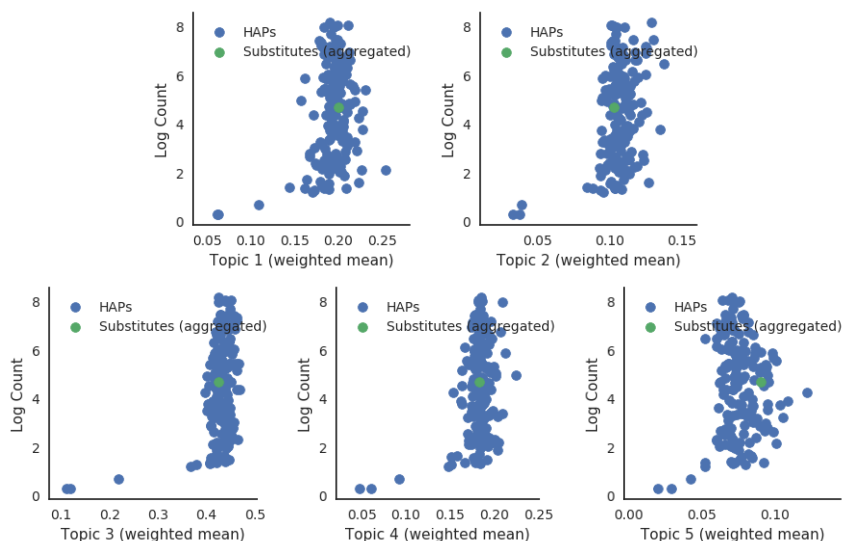 8
6
4
2
0
Log Count
HAPs
Substitutes (aggregated)
0.05 0.10 0.15 0.20 0.25
Topic 1 (weighted mean)
8
6
4
2
0
Log Count
HAPs
Substitutes (aggregated)
0.05 0.10 0.15
Topic 2 (weighted mean)
8
6
4
2
0
Log Count
HAPs
Substitutes (aggregated)
0.1 0.2 0.3 0.4 0.5
Topic 3 (weighted mean)
8
6
4
2
0
Log Count
HAPs
Substitutes (aggregated)
0.05 0.10 0.15 0.20 0.25
Topic 4 (weighted mean)
8
6
4
2
0
Log Count
HAPs
Substitutes (aggregated)
0.00 0.05 0.10
Topic 5 (weighted mean)